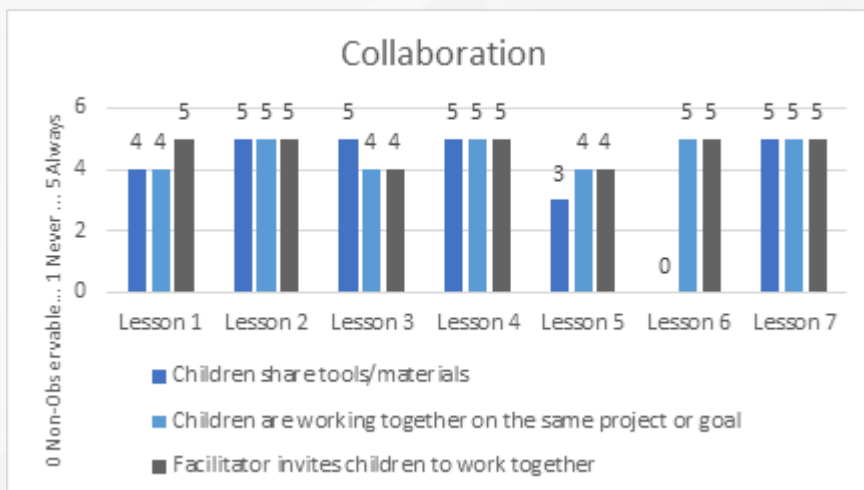 Collaboration
0 Non-Observable... 1 Never ... 5 Always
6
4
2
0
4 4 5
5 5 5
5 4 4
5 5 5
3 4 4
0 5 5
5 5 5
Lesson 1 Lesson 2 Lesson 3 Lesson 4 Lesson 5 Lesson 6 Lesson 7
Children share tools/materials
Children are working together on the same project or goal
Facilitator invites children to work together